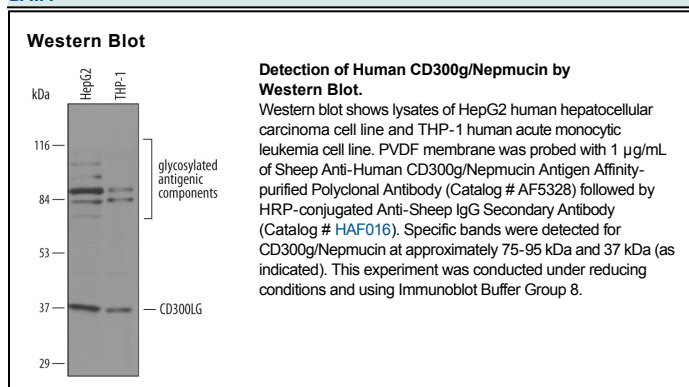 Western Blot
HepG2
THP-1
kDa
116
84
53
37
29
glycosylated
antigenic
components
CD300LG
Detection of Human CD300g/Nepmucin by
Western Blot.
Western blot shows lysates of HepG2 human hepatocellular
carcinoma cell line and THP-1 human acute monocytic
leukemia cell line. PVDF membrane was probed with 1 µg/mL
of Sheep Anti-Human CD300g/Nepmucin Antigen Affinity-
purified Polyclonal Antibody (Catalog # AF5328) followed by
HRP-conjugated Anti-Sheep IgG Secondary Antibody
(Catalog # HAF016). Specific bands were detected for
CD300g/Nepmucin at approximately 75-95 kDa and 37 kDa (as
indicated). This experiment was conducted under reducing
conditions and using Immunoblot Buffer Group 8.